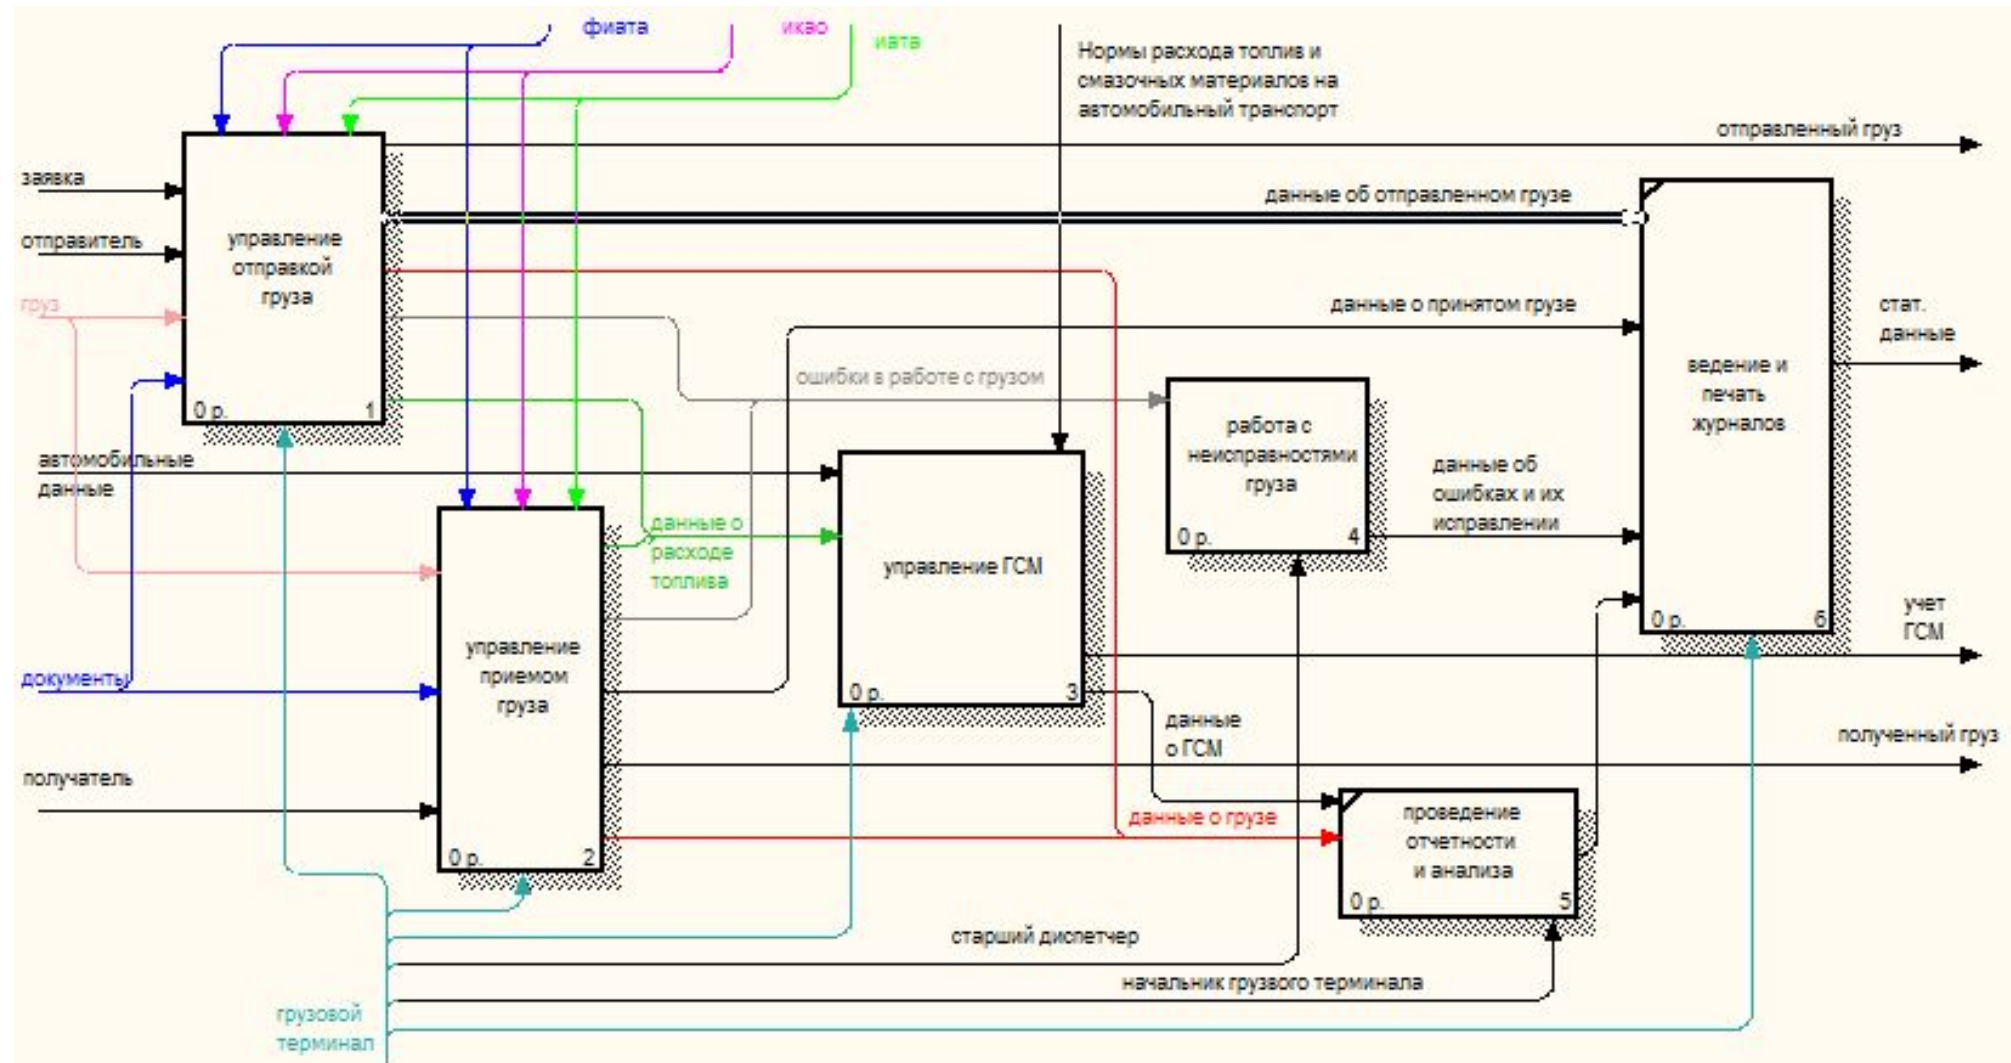 фиата
икао
иата
Нормы расхода топлив и
смазочных материалов на
автомобильный транспорт
отправленный груз
заявка
данные об отправленном грузе
отправитель
управление
отправкой
груза
груз
данные о принятом грузе
стат.
данные
ошибки в работе с грузом
ведение и
печать
журналов
0 р.
1
работа с
неисправностями
груза
автомобильные
данные
данные об
ошибках и их
исправлении
0 р.
4
данные о
расходе
топлива
управление ГСМ
учет
ГСМ
0 р.
6
управление
приемом
груза
документы
0 р.
3
данные
о ГСМ
полученный груз
получатель
данные о грузе
проведение
отчетности
и анализа
0 р.
2
0 р.
5
старший диспетчер
начальник грузвого терминала
грузовой
терминал